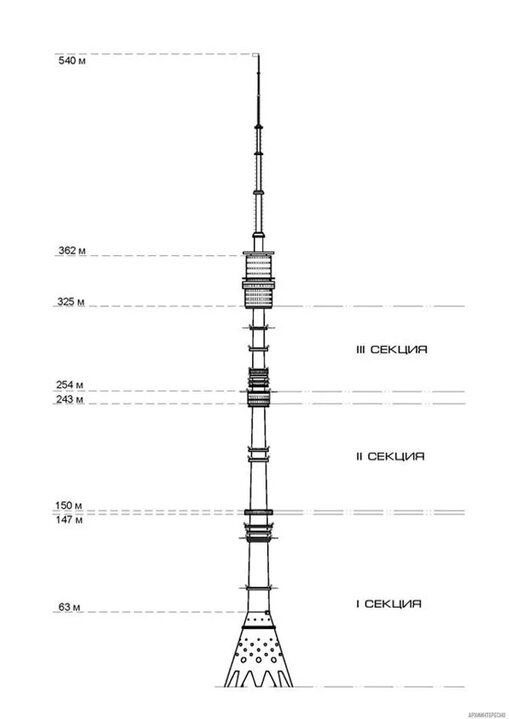 540 м
362 м
325 м
III СЕКЦИЯ
254 м
243 м
II СЕКЦИЯ
150 м
147 м
I СЕКЦИЯ
63 м
АРХИИНТЕРЕСНО